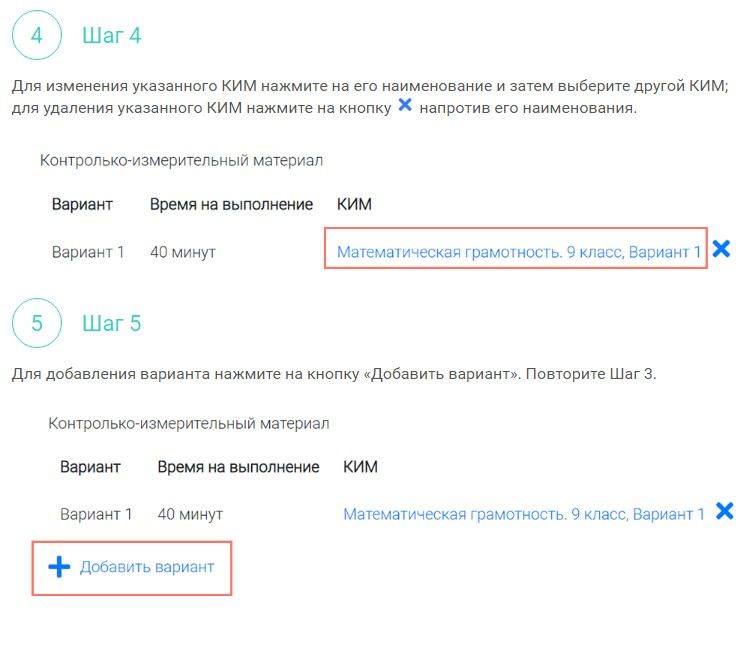 4 Шаг 4
Для изменения указанного КИМ нажмите на его наименование и затем выберите другой КИМ;
для удаления указанного КИМ нажмите на кнопку × напротив его наименования.
Контролько-измерительный материал
Вариант Время на выполнение КИМ
Вариант 1 40 минут Математическая грамотность. 9 класс, Вариант 1 ×
5 Шаг 5
Для добавления варианта нажмите на кнопку «Добавить вариант». Повторите Шаг 3.
Контролько-измерительный материал
Вариант Время на выполнение КИМ
Вариант 1 40 минут Математическая грамотность. 9 класс, Вариант 1 ×
+ Добавить вариант